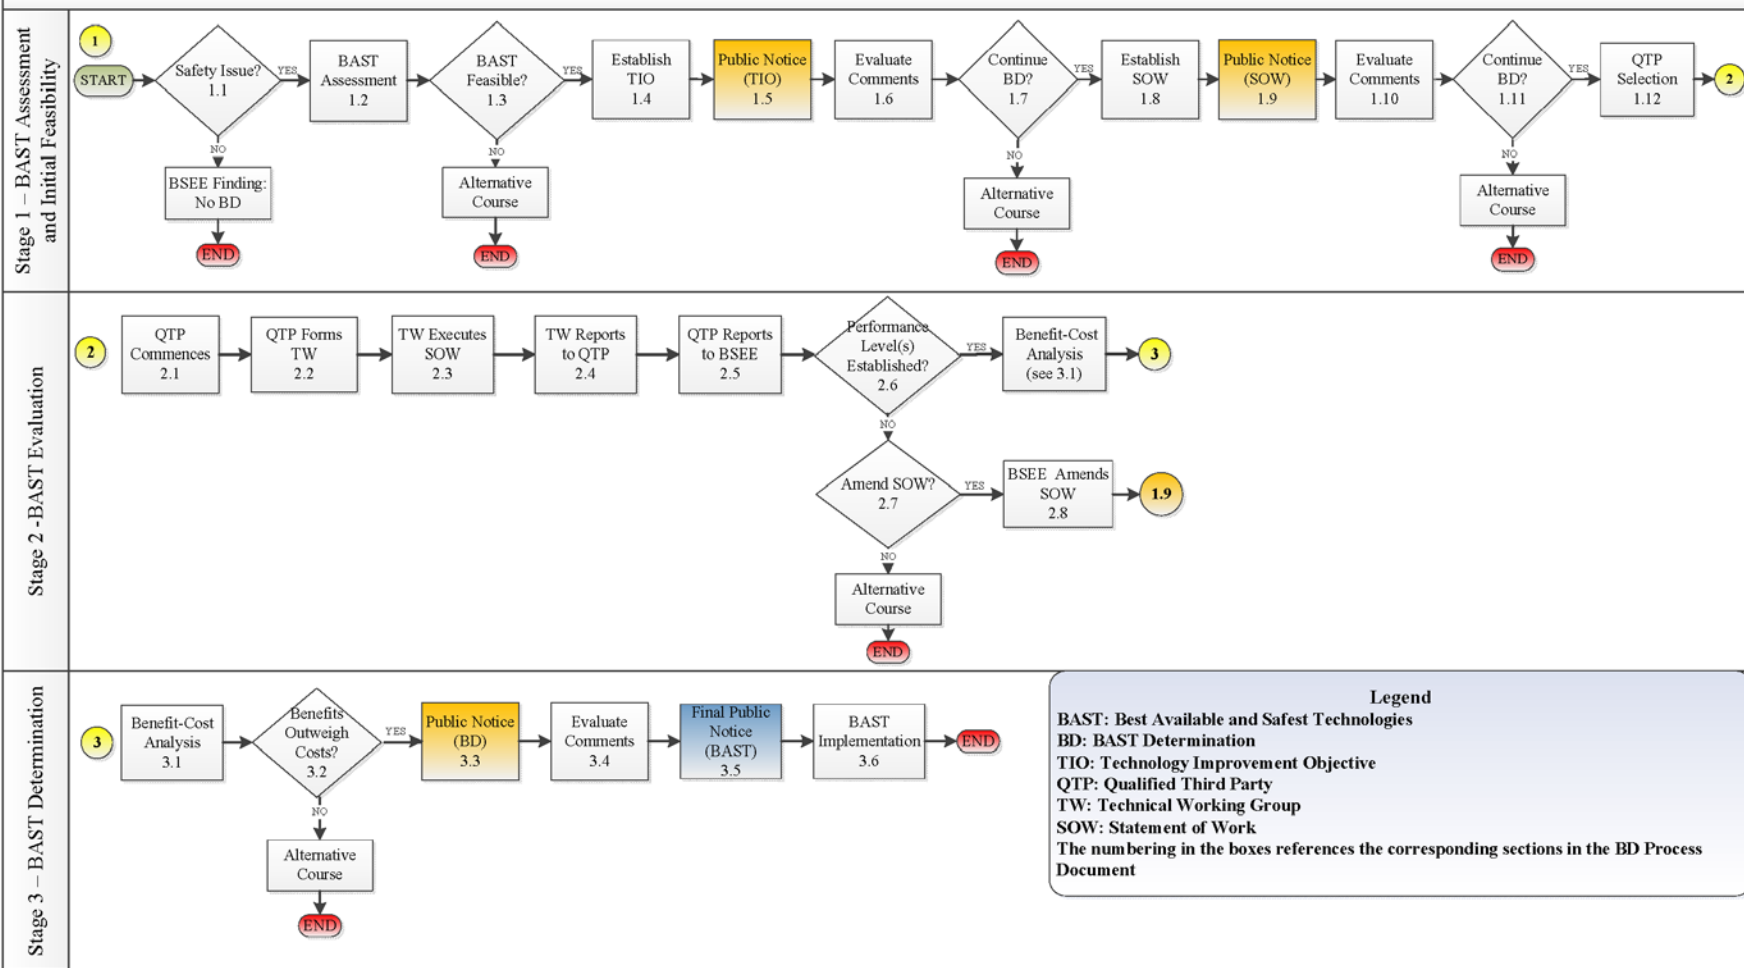 Stage 1 – BAST Assessment
and Initial Feasibility
1
START
Safety Issue?
1.1
YES
NO
BSEE Finding:
No BD
END
BAST
Assessment
1.2
BAST
Feasible?
1.3
YES
NO
Alternative
Course
END
Establish
TIO
1.4
Public Notice
(TIO)
1.5
Evaluate
Comments
1.6
Continue
BD?
1.7
YES
NO
Alternative
Course
END
Establish
SOW
1.8
Public Notice
(SOW)
1.9
Evaluate
Comments
1.10
Continue
BD?
1.11
YES
NO
Alternative
Course
END
QTP
Selection
1.12
2
Stage 2 -BAST Evaluation
2
QTP
Commences
2.1
QTP Forms
TW
2.2
TW Executes
SOW
2.3
TW Reports
to QTP
2.4
QTP Reports
to BSEE
2.5
Performance
Level(s)
Established?
2.6
YES
Benefit-Cost
Analysis
(see 3.1)
3
NO
Amend SOW?
2.7
YES
BSEE Amends
SOW
2.8
1.9
NO
Alternative
Course
END
Stage 3 – BAST Determination
3
Benefit-Cost
Analysis
3.1
Benefits
Outweigh
Costs?
3.2
YES
NO
Alternative
Course
END
Public Notice
(BD)
3.3
Evaluate
Comments
3.4
Final Public
Notice
(BAST)
3.5
BAST
Implementation
3.6
END
Legend
BAST: Best Available and Safest Technologies
BD: BAST Determination
TIO: Technology Improvement Objective
QTP: Qualified Third Party
TW: Technical Working Group
SOW: Statement of Work
The numbering in the boxes references the corresponding sections in the BD Process
Document